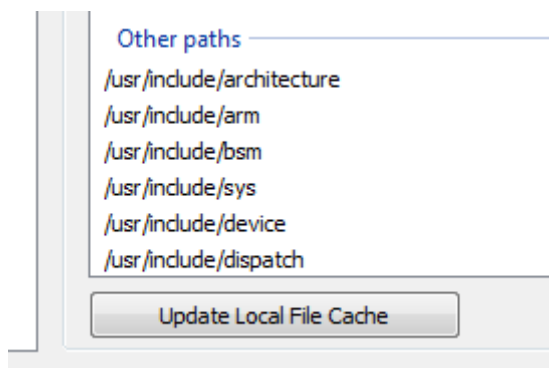 Other paths
/usr/include/architecture
/usr/include/arm
/usr/include/bsm
/usr/include/sys
/usr/include/device
/usr/include/dispatch
Update Local File Cache